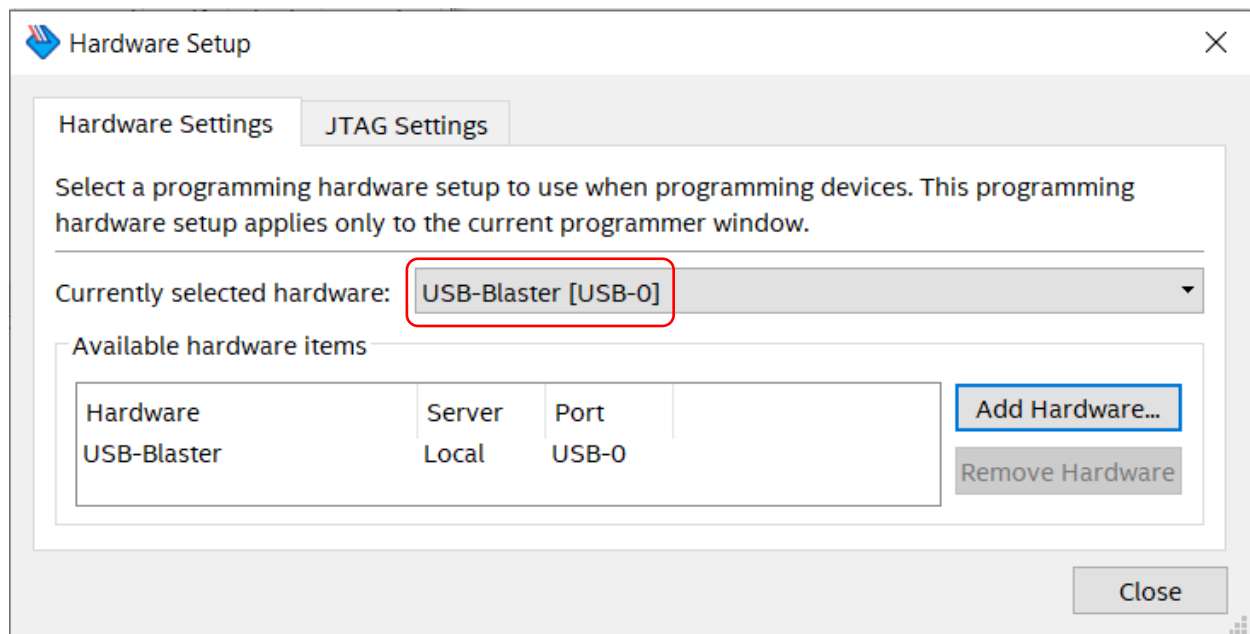 Hardware Setup
Hardware Settings
JTAG Settings
Select a programming hardware setup to use when programming devices. This programming
hardware setup applies only to the current programmer window.
Currently selected hardware: USB-Blaster [USB-0]
Available hardware items
Hardware Server Port
USB-Blaster Local USB-0
Add Hardware...
Remove Hardware
Close